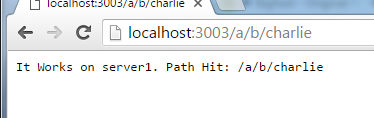 localhost:3003/a/b/charlie
localhost:3003/a/b/charlie
It Works on server1. Path Hit: /a/b/charlie